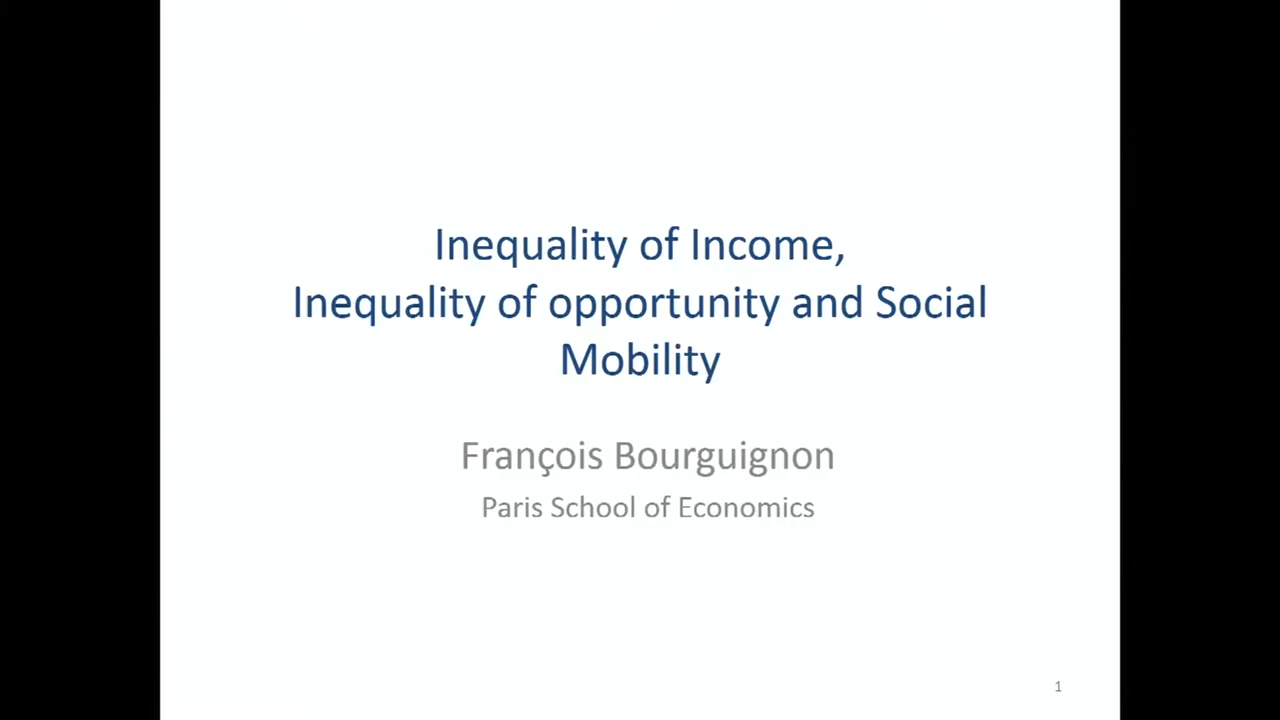 Inequality of Income,
Inequality of opportunity and Social
Mobility
François Bourguignon
Paris School of Economics
1